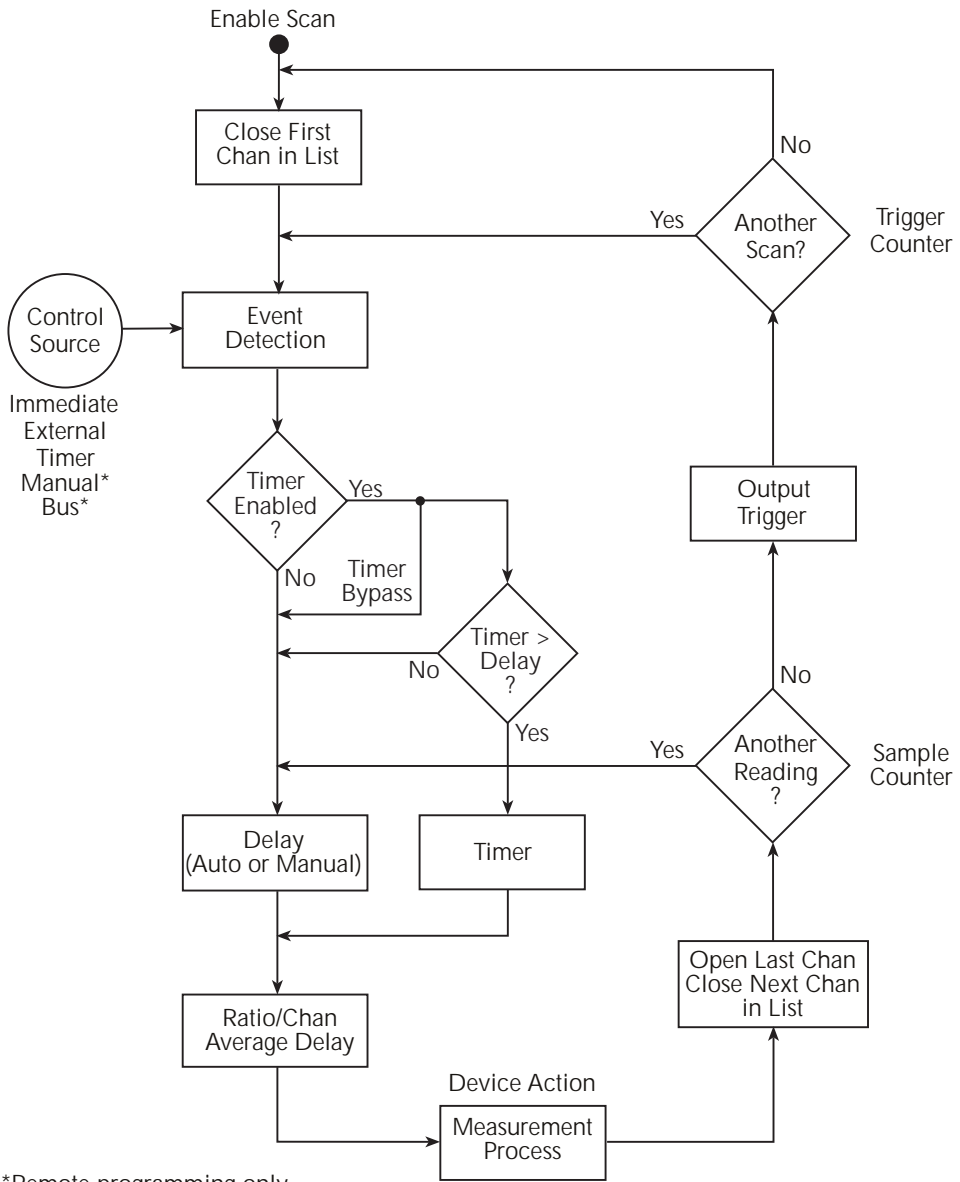 Enable Scan
Close First
Chan in List
No
Yes
Another
Scan?
Trigger
Counter
Control
Source
Event
Detection
Immediate
External
Timer
Manual*
Bus*
Timer
Enabled
?
Yes
No
Timer
Bypass
Output
Trigger
Timer >
Delay
?
No
Yes
No
Yes
Another
Reading
?
Sample
Counter
Delay
(Auto or Manual)
Timer
Open Last Chan
Close Next Chan
in List
Ratio/Chan
Average Delay
Device Action
Measurement
Process
*Remote programming only